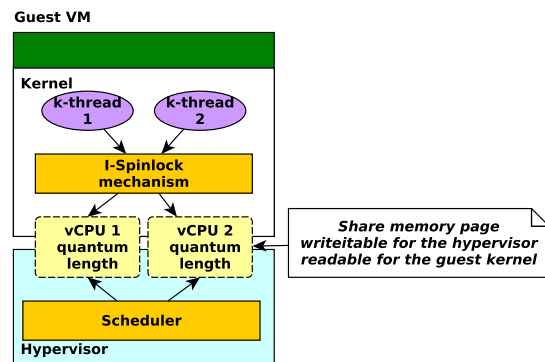 Guest VM
Kernel
k-thread
1
k-thread
2
I-Spinlock
mechanism
vCPU 1
quantum
length
vCPU 2
quantum
length
Share memory page
writeitable for the hypervisor
readable for the guest kernel
Scheduler
Hypervisor